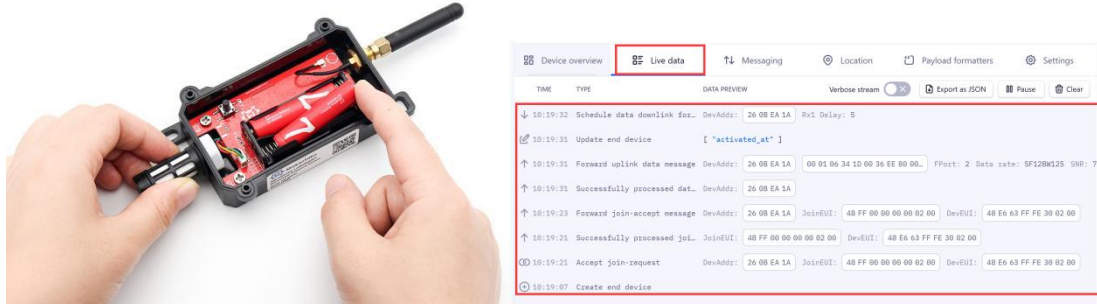 Device overview
Live data
Messaging
Location
Payload formatters
Settings
TIME TYPE DATA PREVIEW Verbose stream Export as JSON Pause Clear
10:19:32 Schedule data downlink for… DevAddr: 26 0B EA 1A Rx1 Delay: 5
10:19:31 Update end device [ "activated_at" ]
10:19:31 Forward uplink data message DevAddr: 26 0B EA 1A 00 01 06 34 1D 00 36 EE 80 00… FPort: 2 Data rate: SF12BW125 SNR: 7
10:19:31 Successfully processed dat… DevAddr: 26 0B EA 1A
10:19:23 Forward join-accept message DevAddr: 26 0B EA 1A JoinEUI: 48 FF 00 00 00 00 02 00 DevEUI: 48 E6 63 FF FE 30 02 00
10:19:21 Successfully processed joi… JoinEUI: 48 FF 00 00 00 00 02 00 DevEUI: 48 E6 63 FF FE 30 02 00
10:19:21 Accept join-request DevAddr: 26 0B EA 1A JoinEUI: 48 FF 00 00 00 00 02 00 DevEUI: 48 E6 63 FF FE 30 02 00
10:19:07 Create end device